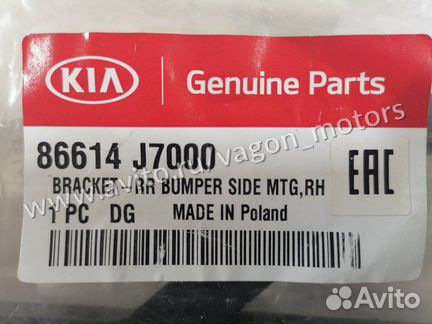 KIA Genuine Parts
86614 J7000
BRACKET - RR BUMPER SIDE MTG,RH
1 PC DG MADE IN Poland
EAC
www.avito.ru/vagon_motors
Avito